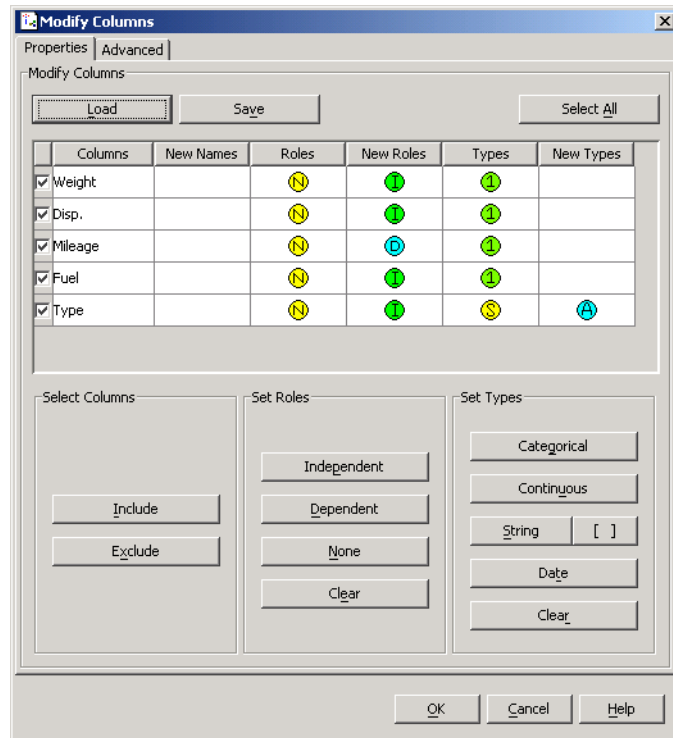 Modify Columns
Properties Advanced
Modify Columns
Load Save Select All
Columns New Names Roles New Roles Types New Types
Weight N I 1
Disp. N I 1
Mileage N D 1
Fuel N I 1
Type N I S A
Select Columns Set Roles Set Types
Categorical
Independent
Continuous
Include Dependent
String [ ]
Exclude None
Date
Clear
Clear
OK Cancel Help